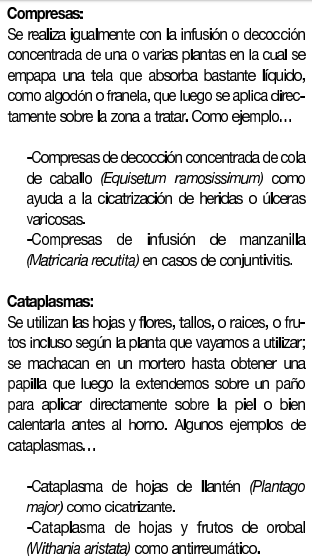 Compresas:
Se realiza igualmente con la infusión o decocción
concentrada de una o varias plantas en la cual se
empapa una tela que absorba bastante líquido,
como algodón o franela, que luego se aplica direc-
tamente sobre la zona a tratar. Como ejemplo…
-Compresas de decocción concentrada de cola
de caballo (Equisetum ramosissimum) como
ayuda a la cicatrización de heridas o úlceras
varicosas.
-Compresas de infusión de manzanilla
(Matricaria recutita) en casos de conjuntivitis.
Cataplasmas:
Se utilizan las hojas y flores, tallos, o raices, o fru-
tos incluso según la planta que vayamos a utilizar;
se machacan en un mortero hasta obtener una
papilla que luego la extendemos sobre un paño
para aplicar directamente sobre la piel o bien
calentarla antes al horno. Algunos ejemplos de
cataplasmas…
-Cataplasma de hojas de llantén (Plantago
major) como cicatrizante.
-Cataplasma de hojas y frutos de orobal
(Withania aristata) como antirreumático.